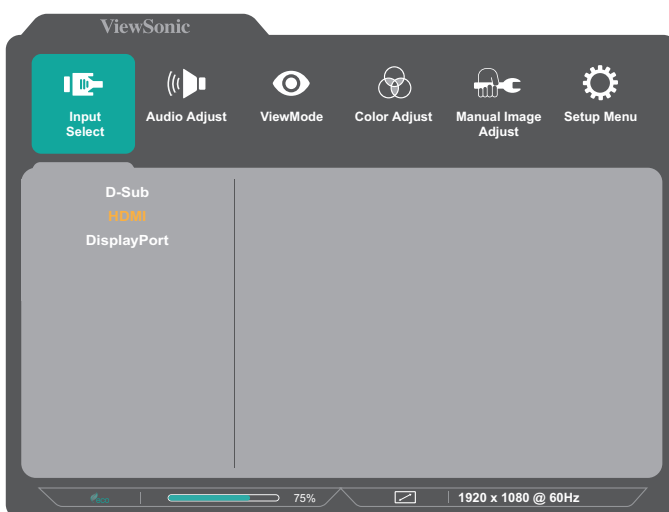 ViewSonic
Input
Select
Audio Adjust
ViewMode
Color Adjust
Manual Image
Adjust
Setup Menu
D-Sub
HDMI
DisplayPort
ECO
75%
1920 x 1080 @ 60Hz